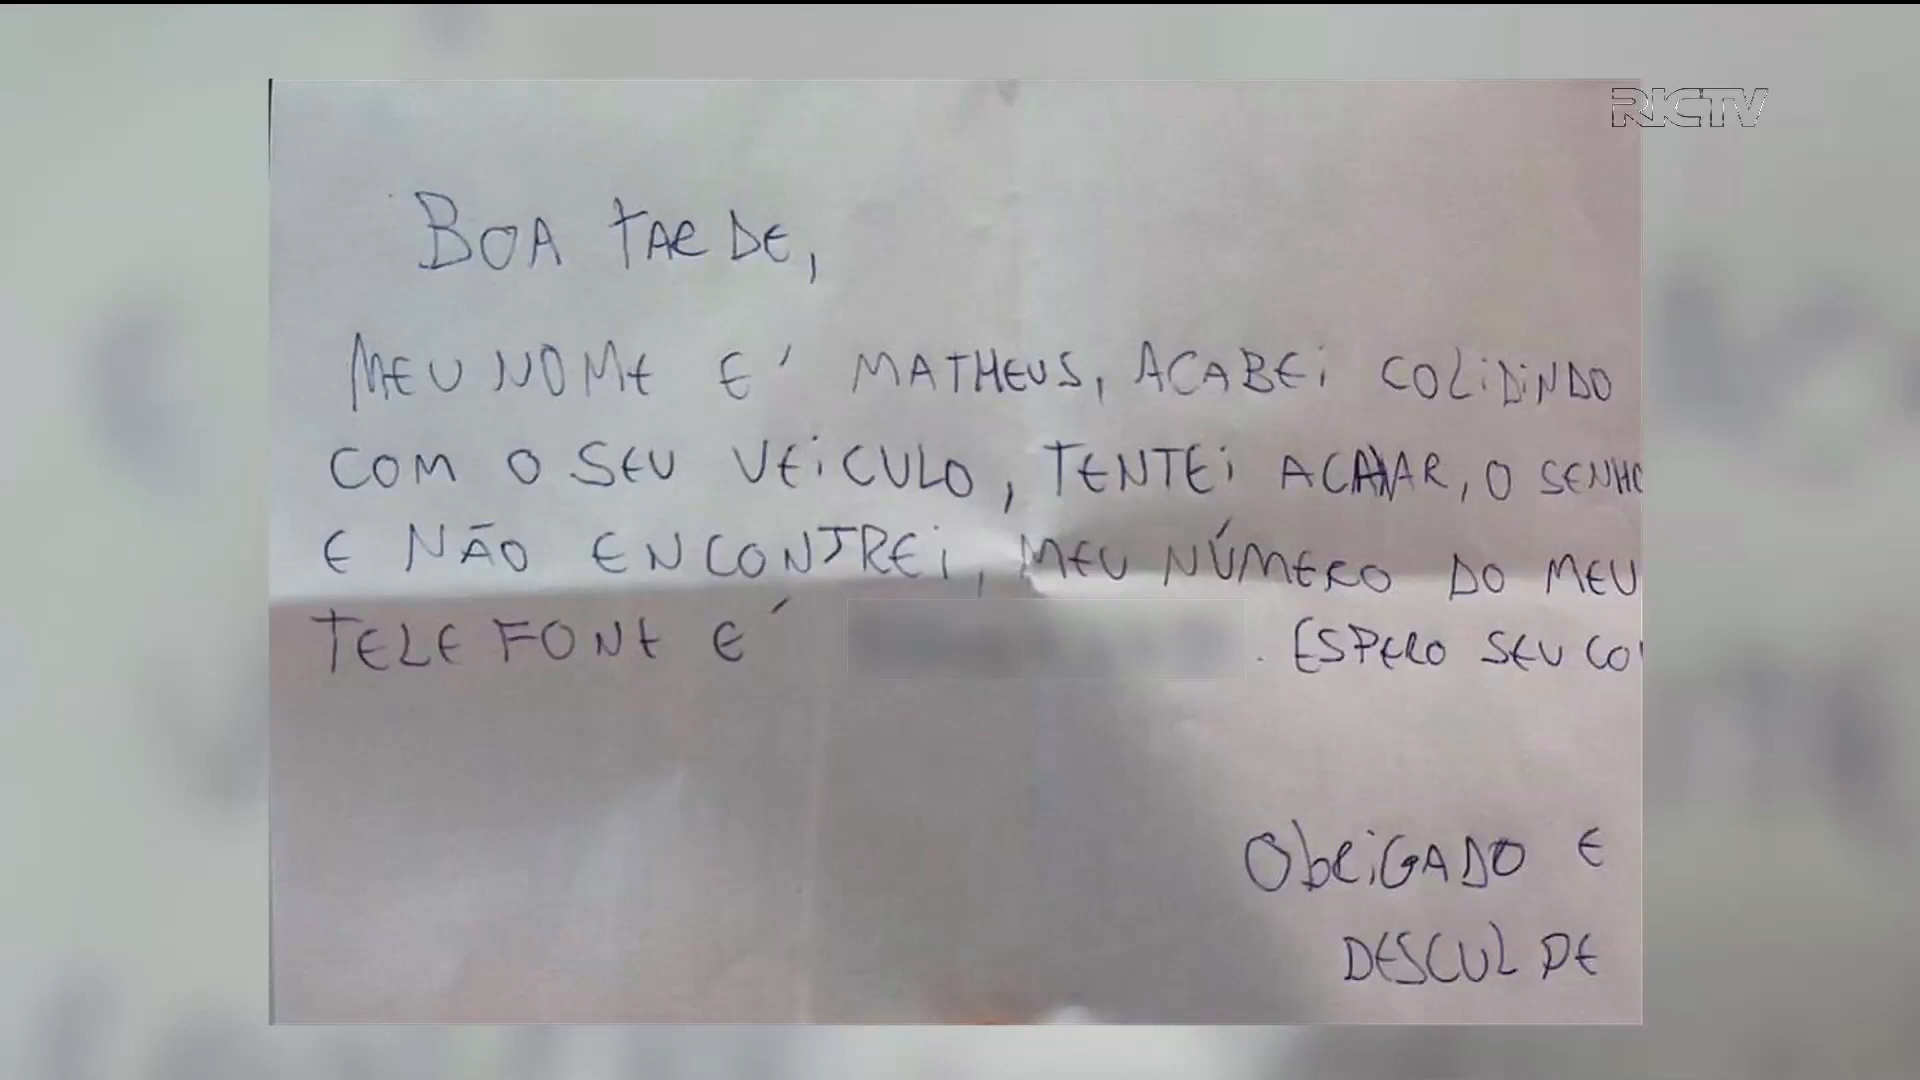 RICTV
BOA TARDE,
MEU NOME E' MATHEUS, ACABEI COLIDINDO
COM O SEU VEiCULO, TENTEI ACAHAR, O SENHO
E NÃO ENCONTREI, MEU NÚMERO DO MEU
TELEFONE E' . ESPERO SEU CO
ObRiGADO E
DESCULPE